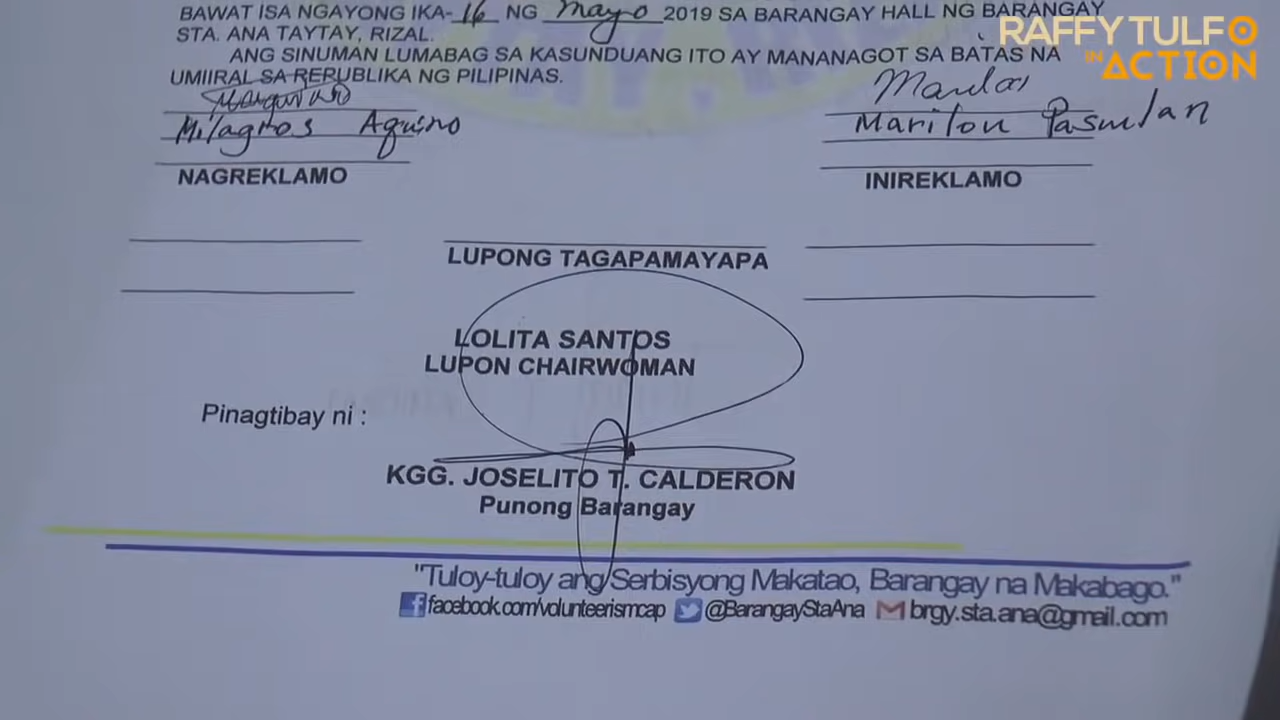 BAWAT ISA NGAYONG IKA- 16 NG Mayo 2019 SA BARANGAY HALL NG BARANGAY
STA. ANA TAYTAY, RIZAL.
ANG SINUMAN LUMABAG SA KASUNDUANG ITO AY MANANAGOT SA BATAS NA
UMIIRAL SA REPUBLIKA NG PILIPINAS.
RAFFY TULFO
IN ACTION
Milagros Aquino
NAGREKLAMO
Marilou Pasulan
INIREKLAMO
LUPONG TAGAPAMAYAPA
LOLITA SANTOS
LUPON CHAIRWOMAN
Pinagtibay ni :
KGG. JOSELITO T. CALDERON
Punong Barangay
"Tuloy-tuloy ang Serbisyong Makatao, Barangay na Makabago."
facebook.com/volunteerismcap @BarangayStaAna brgy.sta.ana@gmail.com